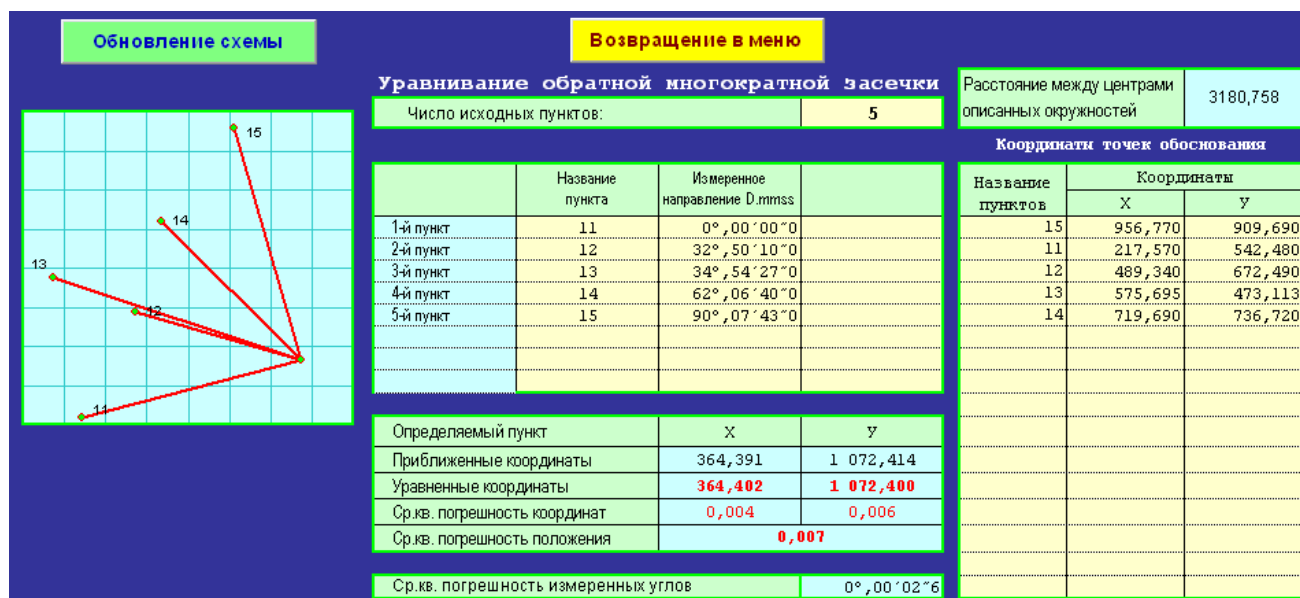 Обновление схемы
Возвращение в меню
Уравнивание обратной многократной засечки
Число исходных пунктов: 5
Расстояние между центрами описанных окружностей 3180,758
15
14
13
12
11
Название пункта Измеренное направление D.mmss
1-й пункт 11 0°,00´00˝0
2-й пункт 12 32°,50´10˝0
3-й пункт 13 34°,54´27˝0
4-й пункт 14 62°,06´40˝0
5-й пункт 15 90°,07´43˝0
Определяемый пункт X У
Приближенные координаты 364,391 1 072,414
Уравненные координаты 364,402 1 072,400
Ср.кв. погрешность координат 0,004 0,006
Ср.кв. погрешность положения 0,007
Ср.кв. погрешность измеренных углов 0°,00´02˝6
Координаты точек обоснования
Название пунктов Координаты
X У
15 956,770 909,690
11 217,570 542,480
12 489,340 672,490
13 575,695 473,113
14 719,690 736,720